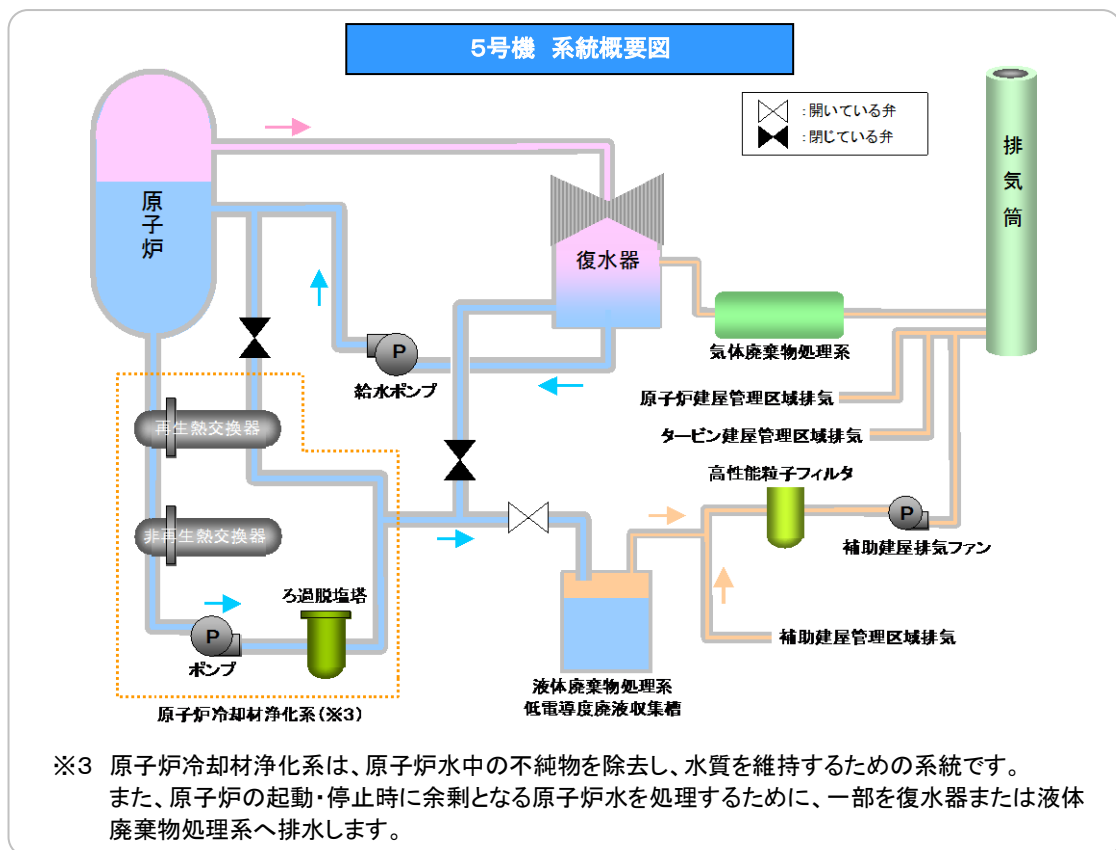 5号機 系統概要図
：開いている弁
：閉じている弁
排気筒
原子炉
復水器
気体廃棄物処理系
P
給水ポンプ
原子炉建屋管理区域排気
タービン建屋管理区域排気
再生熱交換器
高性能粒子フィルタ
P
補助建屋排気ファン
非再生熱交換器
ろ過脱塩塔
P
ポンプ
補助建屋管理区域排気
液体廃棄物処理系
低電導度廃液収集槽
原子炉冷却材浄化系(※3)
※3 原子炉冷却材浄化系は、原子炉水中の不純物を除去し、水質を維持するための系統です。
また、原子炉の起動・停止時に余剰となる原子炉水を処理するために、一部を復水器または液体
廃棄物処理系へ排水します。